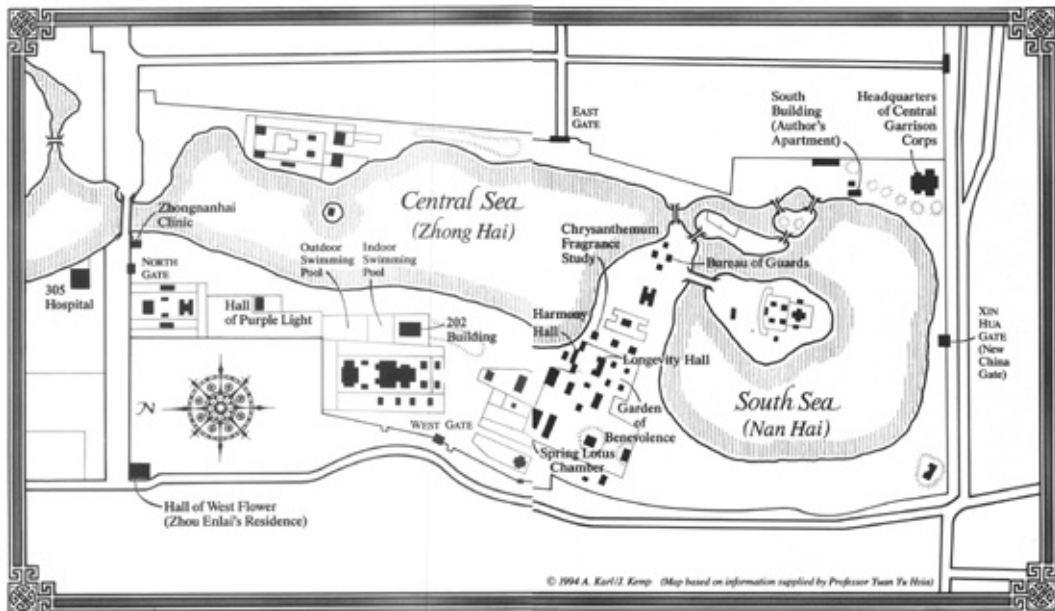 EAST
GATE
South
Building
(Author's
Apartment)
Headquarters
of Central
Garrison
Corps
Central Sea
(Zhong Hai)
Zhongnanhai
Clinic
Outdoor
Swimming
Pool
Indoor
Swimming
Pool
Chrysanthemum
Fragrance
Study
Bureau of Guards
NORTH
GATE
305
Hospital
Hall
of Purple Light
202
Building
Harmony
Hall
Longevity Hall
XIN
HUA
GATE
(New
China
Gate)
N
Garden
of
Benevolence
South Sea
(Nan Hai)
WEST GATE
Spring Lotus
Chamber
Hall of West Flower
(Zhou Enlai's Residence)
© 1994 A. Karl/J. Kemp (Map based on information supplied by Professor Yuan Yu Hsia)